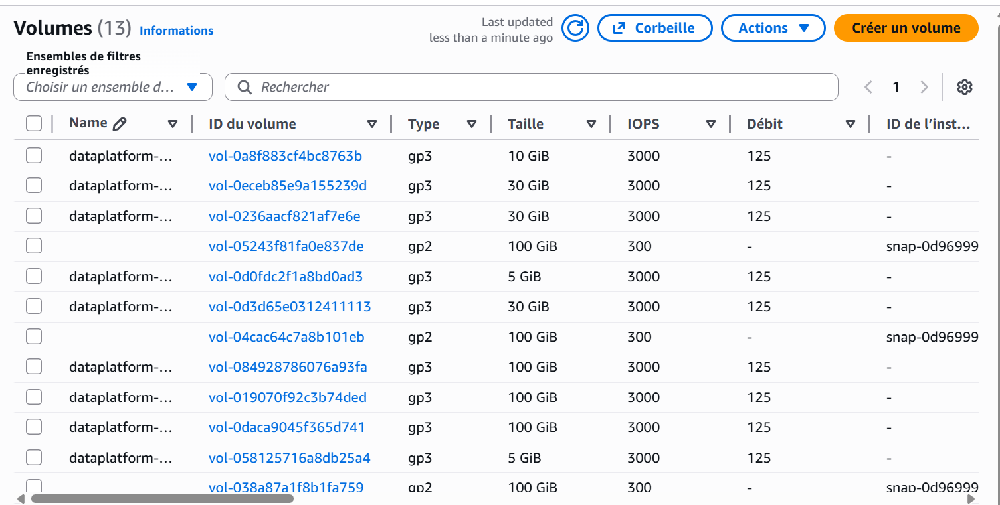 Volumes (13) Informations
Last updated
less than a minute ago
Corbeille
Actions
Créer un volume
Ensembles de filtres
enregistrés
Choisir un ensemble d...
Rechercher
1
Name ID du volume Type Taille IOPS Débit ID de l'inst...
dataplatform-... vol-0a8f883cf4bc8763b gp3 10 GiB 3000 125 -
dataplatform-... vol-0eceb85e9a155239d gp3 30 GiB 3000 125 -
dataplatform-... vol-0236aacf821af7e6e gp3 30 GiB 3000 125 -
vol-05243f81fa0e837de gp2 100 GiB 300 - snap-0d96999
dataplatform-... vol-0d0fdc2f1a8bd0ad3 gp3 5 GiB 3000 125 -
dataplatform-... vol-0d3d65e0312411113 gp3 30 GiB 3000 125 -
vol-04cac64c7a8b101eb gp2 100 GiB 300 - snap-0d96999
dataplatform-... vol-084928786076a93fa gp3 100 GiB 3000 125 -
dataplatform-... vol-019070f92c3b74ded gp3 100 GiB 3000 125 -
dataplatform-... vol-0daca9045f365d741 gp3 100 GiB 3000 125 -
dataplatform-... vol-058125716a8db25a4 gp3 5 GiB 3000 125 -
vol-038a87a1f8b1fa759 gp2 100 GiB 300 - snap-0d96999